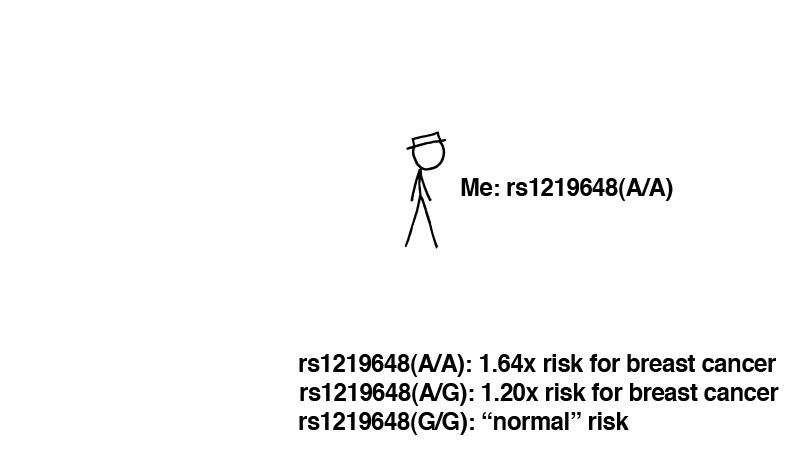 Me: rs1219648(A/A)
rs1219648(A/A): 1.64x risk for breast cancer
rs1219648(A/G): 1.20x risk for breast cancer
rs1219648(G/G): “normal” risk